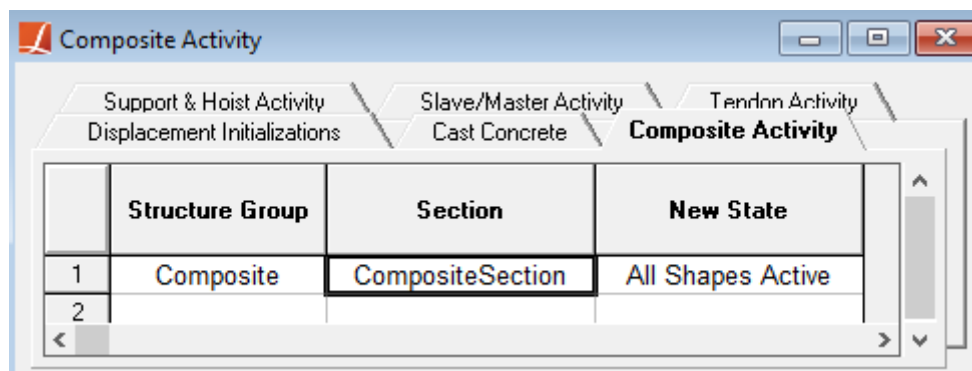 Composite Activity
Support & Hoist Activity Slave/Master Activity Tendon Activity
Displacement Initializations Cast Concrete Composite Activity
Structure Group Section New State
1 Composite CompositeSection All Shapes Active
2